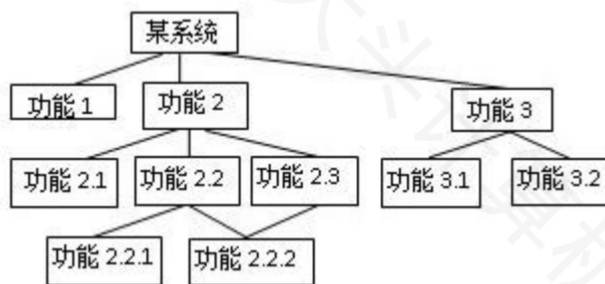 某系统
功能 1
功能 2
功能 3
功能 2.1
功能 2.2
功能 2.3
功能 3.1
功能 3.2
功能 2.2.1
功能 2.2.2